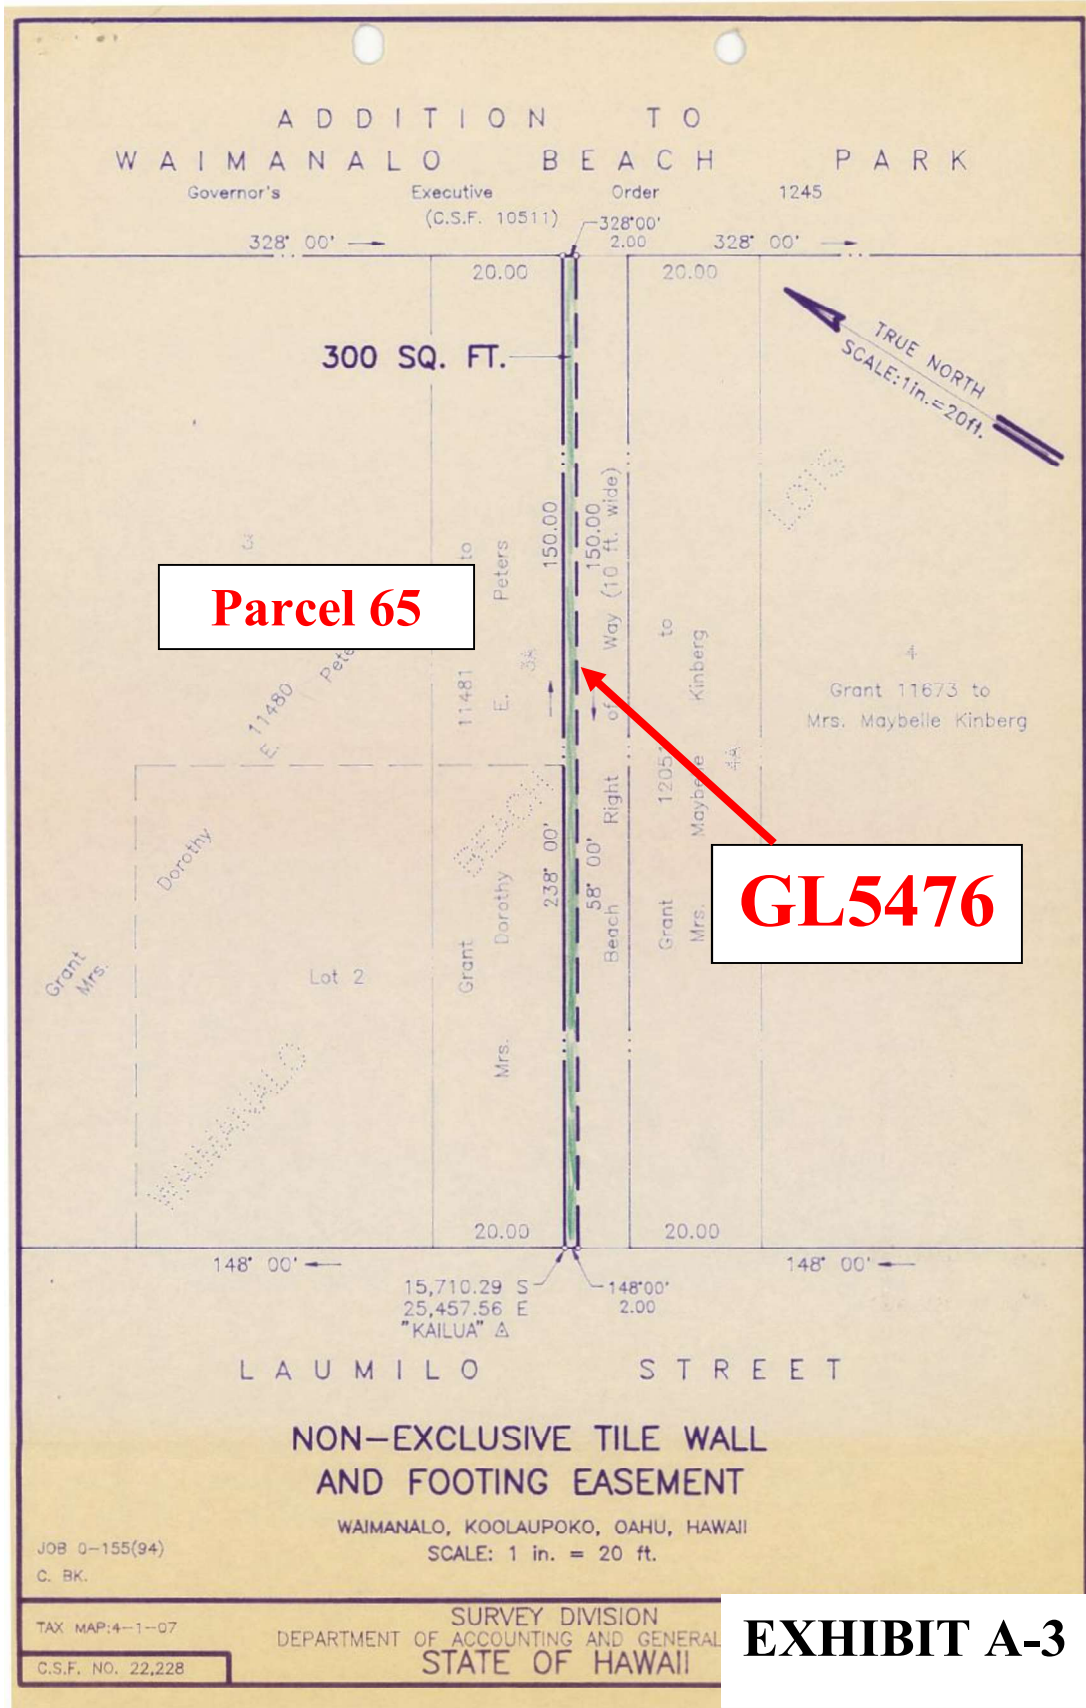 ADDITION TO
WAIMANALO BEACH PARK
Governor's Executive Order 1245
(C.S.F. 10511)
328° 00'
2.00
328° 00'
328° 00'
20.00
20.00
300 SQ. FT.
TRUE NORTH
SCALE: 1in.=20ft.
LOIS
3
Parcel 65
Grant 11480
Mrs. Dorothy E. Peters
Grant 11481 to
Mrs. Dorothy E. Peters
3A
150.00
238° 00'
150.00
58° 00'
Beach Right of Way (10 ft. wide)
Grant 1205 to
Mrs. Maybelle Kinberg
4A
4
Grant 11673 to
Mrs. Maybelle Kinberg
GL5476
BEACH
Lot 2
WAIMANALO
20.00
20.00
148° 00'
148° 00'
15,710.29 S
25,457.56 E
"KAILUA" △
148°00'
2.00
LAUMILO STREET
NON-EXCLUSIVE TILE WALL
AND FOOTING EASEMENT
WAIMANALO, KOOLAUPOKO, OAHU, HAWAII
SCALE: 1 in. = 20 ft.
JOB O-155(94)
C. BK.
TAX MAP:4-1-07
C.S.F. NO. 22,228
SURVEY DIVISION
DEPARTMENT OF ACCOUNTING AND GENERAL
STATE OF HAWAII
EXHIBIT A-3